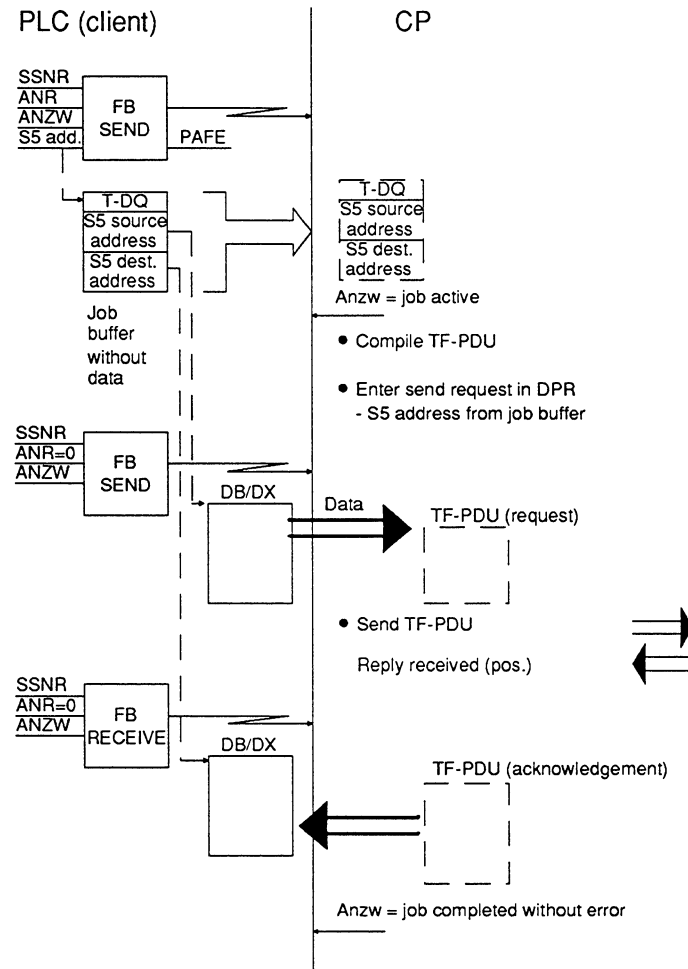 PLC (client)
CP
SSNR
ANR
ANZW
S5 add.
FB
SEND
PAFE
T-DQ
S5 source
address
S5 dest.
address
T-DQ
S5 source
address
S5 dest.
address
Anzw = job active
Job
buffer
without
data
● Compile TF-PDU
● Enter send request in DPR
- S5 address from job buffer
SSNR
ANR=0
ANZW
FB
SEND
DB/DX
Data
TF-PDU (request)
● Send TF-PDU
Reply received (pos.)
SSNR
ANR=0
ANZW
FB
RECEIVE
DB/DX
TF-PDU (acknowledgement)
Anzw = job completed without error